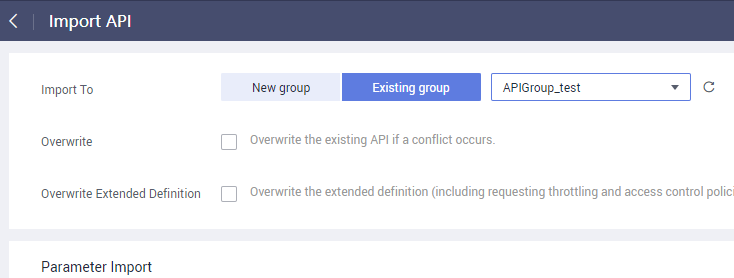 Import API
Import To New group Existing group APIGroup_test
Overwrite Overwrite the existing API if a conflict occurs.
Overwrite Extended Definition Overwrite the extended definition (including requesting throttling and access control polici
Parameter Import